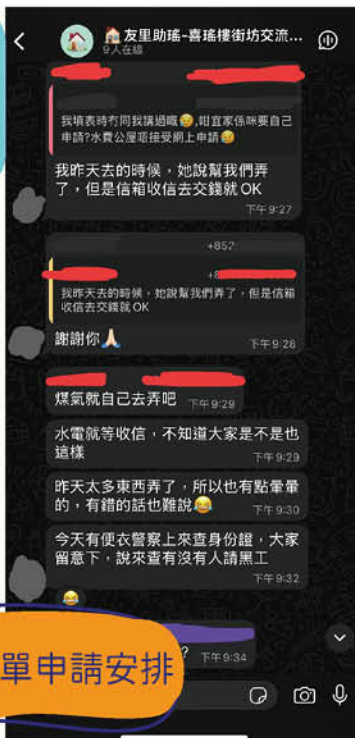 友里助瑤-喜瑤樓街坊交流...
9人在線
我填表時冇同我講過嘅😢,咁宜家係咪要自己
申請?水費公屋唔接受網上申請😢
我昨天去的時候，她說幫我們弄
了，但是信箱收信去交錢就OK
下午9:27
+852
我昨天去的時候，她說幫我們弄了，但是信箱
收信去交錢就OK
謝謝你🙏🏻
下午9:28
煤氣就自己去弄吧 下午9:29
水電就等收信，不知道大家是不是也
這樣
下午9:29
昨天太多東西弄了，所以也有點暈暈
的，有錯的話也難說😂
下午9:30
今天有便衣警察上來查身份證，大家
留意下，說來查有沒有人請黑工
下午9:32
😂
? 下午9:34
單申請安排